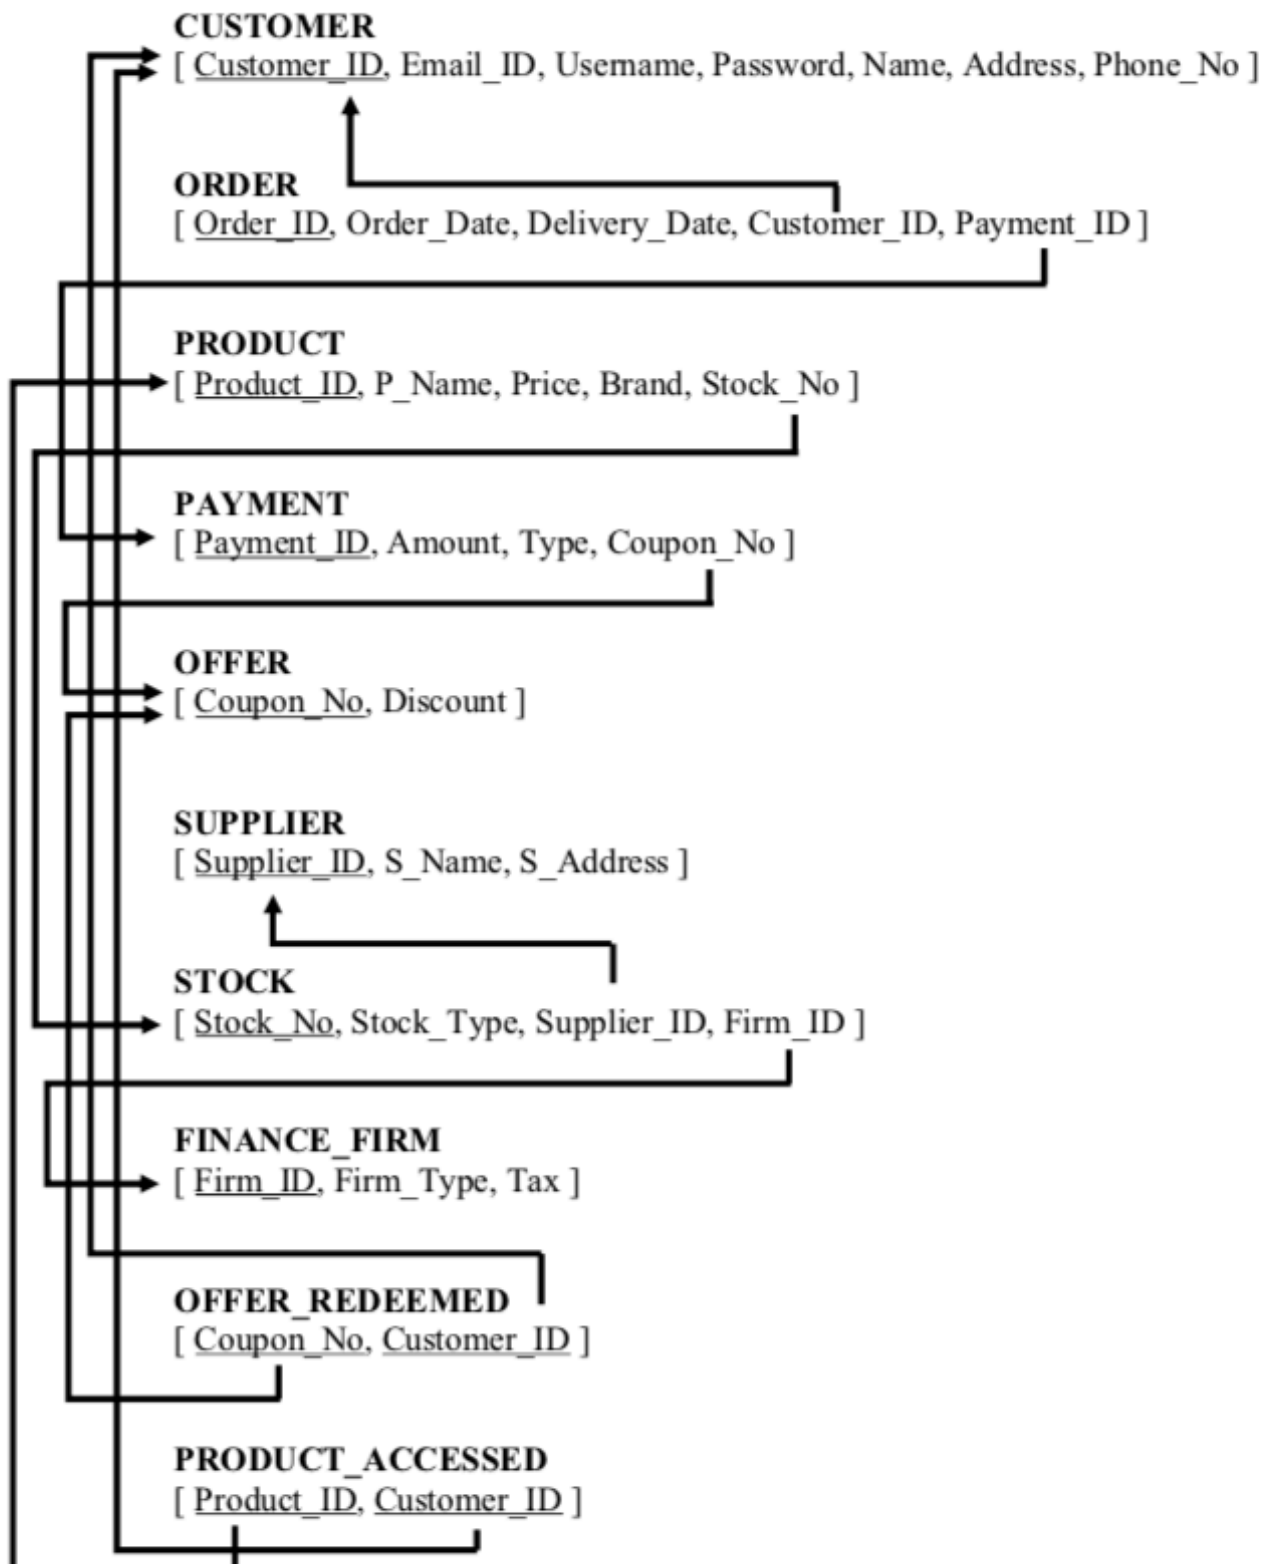 CUSTOMER
[ Customer_ID, Email_ID, Username, Password, Name, Address, Phone_No ]
ORDER
[ Order_ID, Order_Date, Delivery_Date, Customer_ID, Payment_ID ]
PRODUCT
[ Product_ID, P_Name, Price, Brand, Stock_No ]
PAYMENT
[ Payment_ID, Amount, Type, Coupon_No ]
OFFER
[ Coupon_No, Discount ]
SUPPLIER
[ Supplier_ID, S_Name, S_Address ]
STOCK
[ Stock_No, Stock_Type, Supplier_ID, Firm_ID ]
FINANCE_FIRM
[ Firm_ID, Firm_Type, Tax ]
OFFER_REDEEMED
[ Coupon_No, Customer_ID ]
PRODUCT_ACCESSED
[ Product_ID, Customer_ID ]